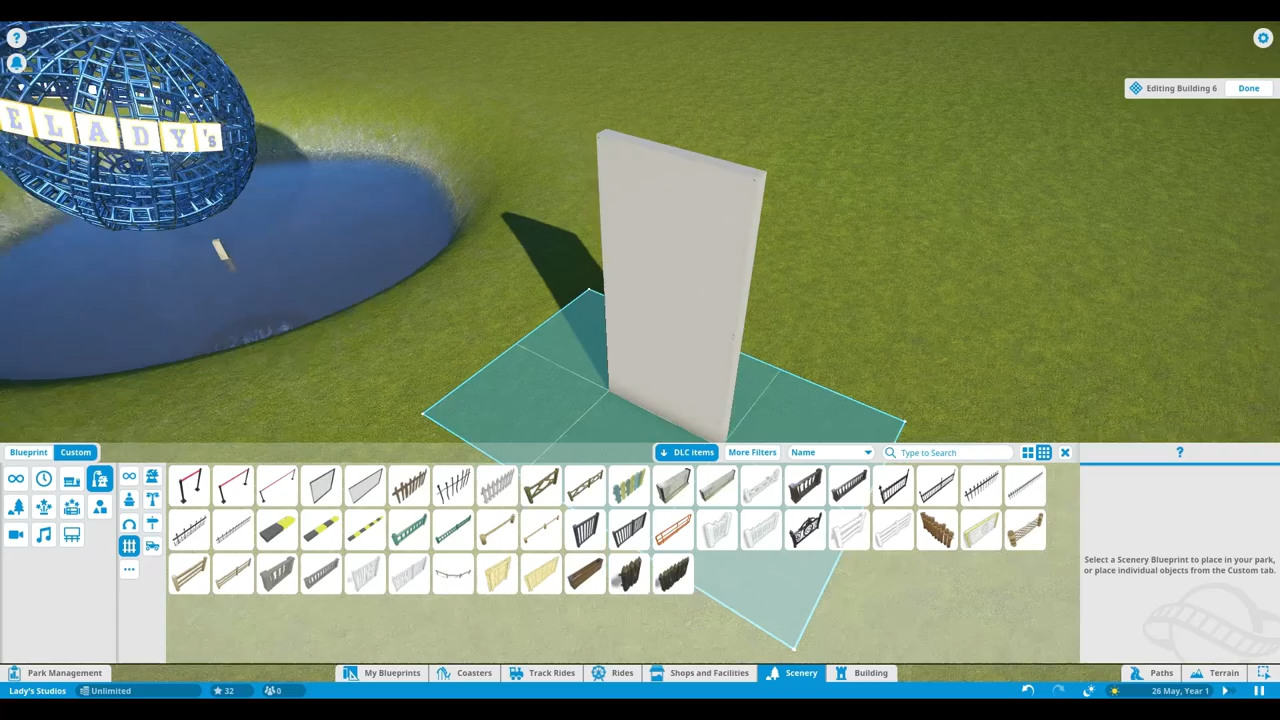 ELADY's
Editing Building 6
Done
Blueprint
Custom
DLC items
More Filters
Name
Type to Search
?
Select a Scenery Blueprint to place in your park,
or place individual objects from the Custom tab.
Park Management
My Blueprints
Coasters
Track Rides
Rides
Shops and Facilities
Scenery
Building
Paths
Terrain
Lady's Studios
Unlimited
32
0
26 May, Year 1